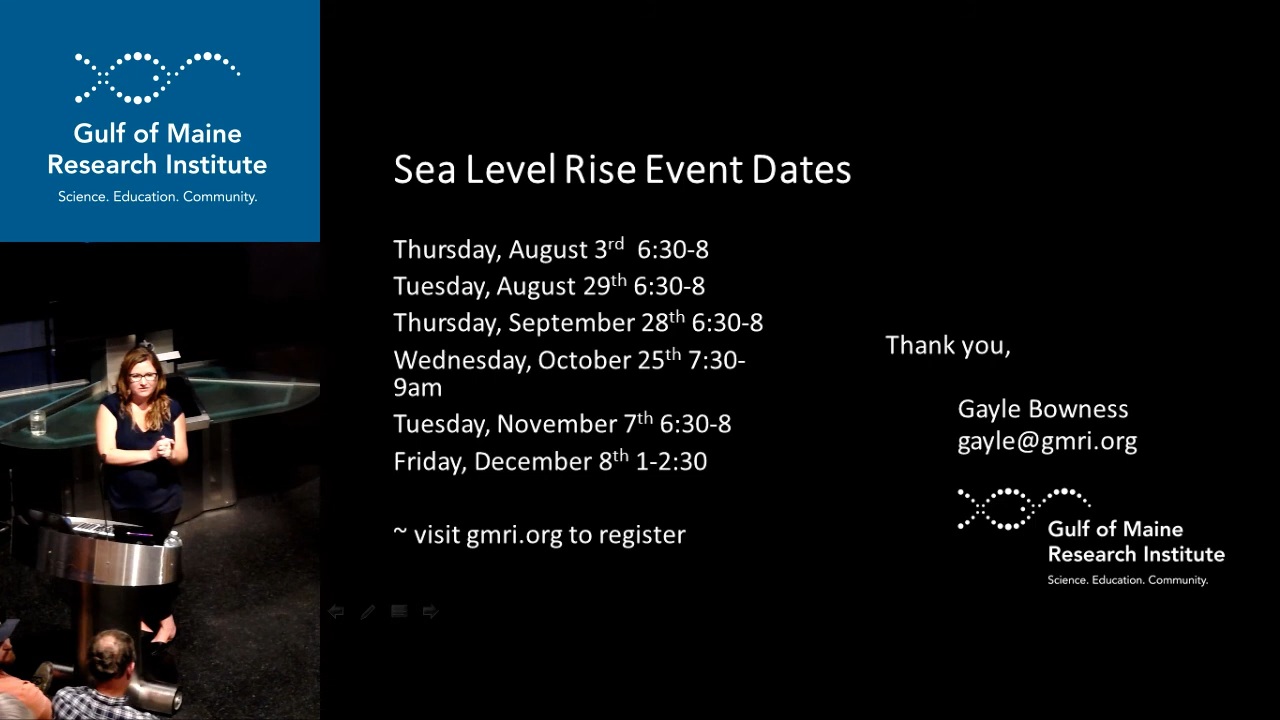 Gulf of Maine
Research Institute
Science. Education. Community.
Sea Level Rise Event Dates
Thursday, August 3rd 6:30-8
Tuesday, August 29th 6:30-8
Thursday, September 28th 6:30-8
Wednesday, October 25th 7:30-
9am
Tuesday, November 7th 6:30-8
Friday, December 8th 1-2:30
~ visit gmri.org to register
Thank you,
Gayle Bowness
gayle@gmri.org
Gulf of Maine
Research Institute
Science. Education. Community.